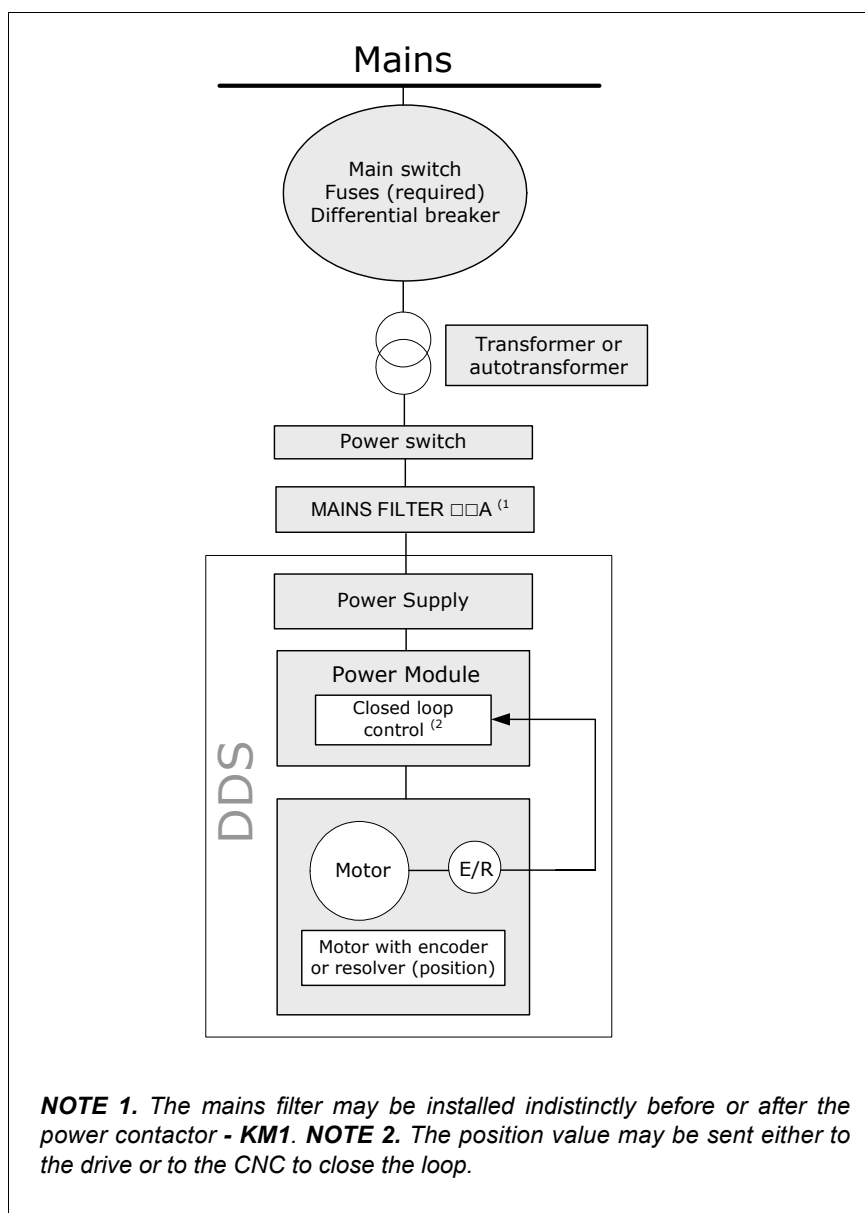 Mains
Main switch
Fuses (required)
Differential breaker
Transformer or
autotransformer
Power switch
MAINS FILTER □□A (1
Power Supply
Power Module
Closed loop
control (2
DDS
Motor
E/R
Motor with encoder
or resolver (position)
NOTE 1. The mains filter may be installed indistinctly before or after the
power contactor - KM1. NOTE 2. The position value may be sent either to
the drive or to the CNC to close the loop.